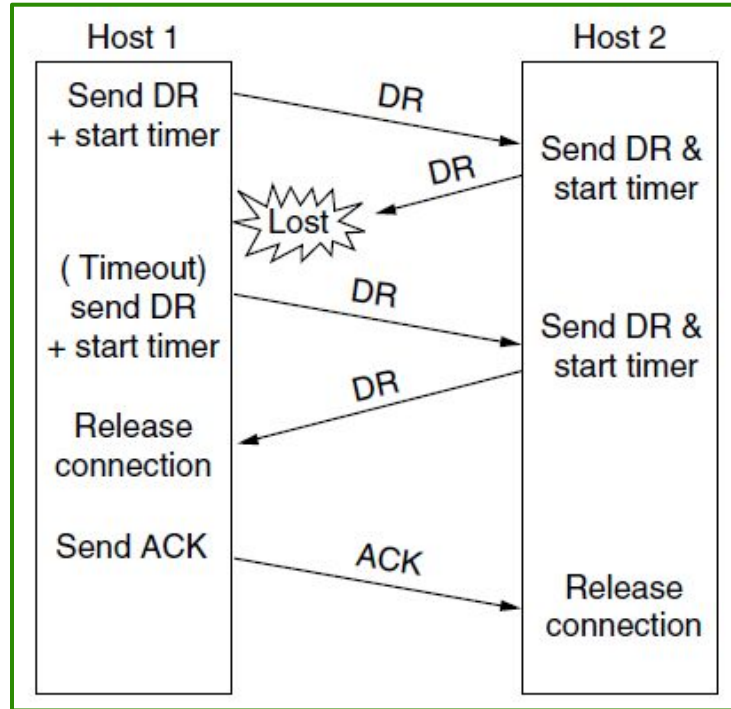 Host 1
Host 2
Send DR
+ start timer
DR
Send DR &
start timer
DR
Lost
( Timeout)
send DR
+ start timer
DR
Send DR &
start timer
DR
Release
connection
Send ACK
ACK
Release
connection